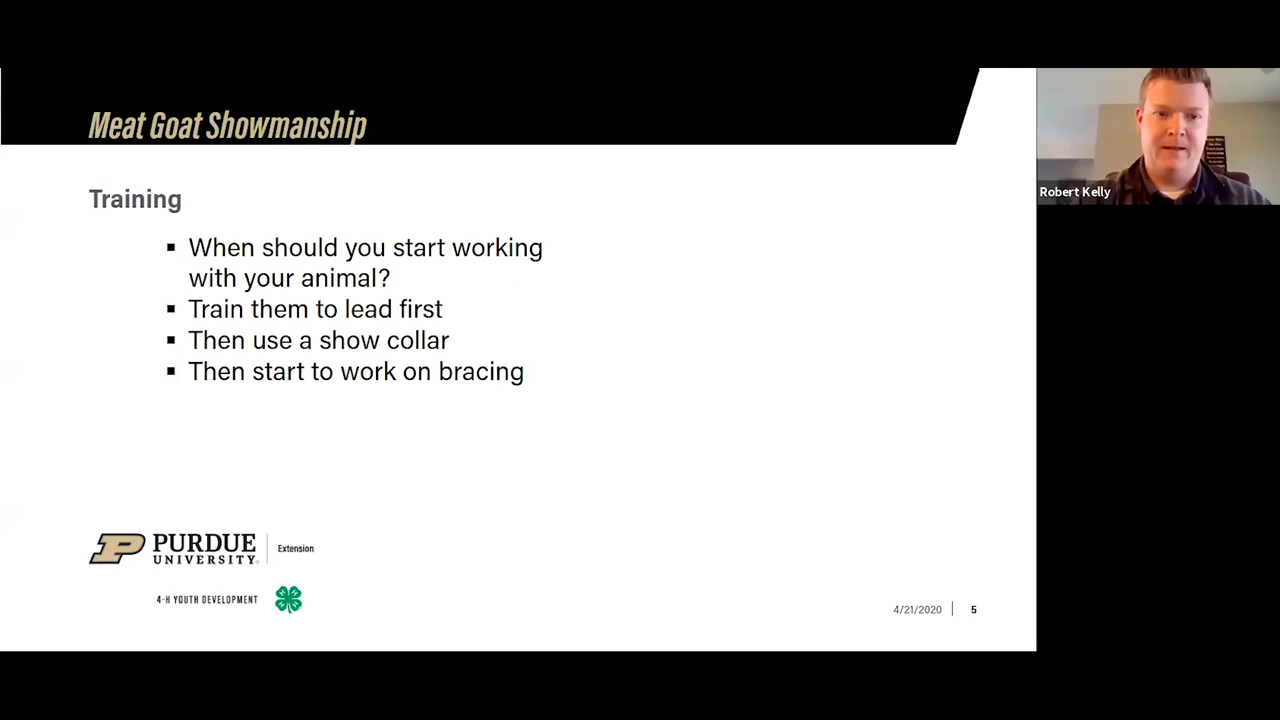 Meat Goat Showmanship
Robert Kelly
Training
▪ When should you start working
with your animal?
▪ Train them to lead first
▪ Then use a show collar
▪ Then start to work on bracing
PURDUE
UNIVERSITY®
Extension
4-H YOUTH DEVELOPMENT
4/21/2020 | 5